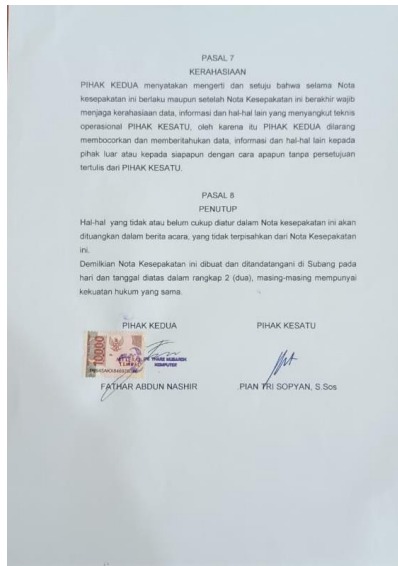 PASAL 7
KERAHASIAAN
PIHAK KEDUA menyatakan mengerti dan setuju bahwa selama Nota
kesepakatan ini berlaku maupun setelah Nota Kesepakatan ini berakhir wajib
menjaga kerahasiaan data, informasi dan hal-hal lain yang menyangkut teknis
operasional PIHAK KESATU, oleh karena itu PIHAK KEDUA dilarang
membocorkan dan memberitahukan data, informasi dan hal-hal lain kepada
pihak luar atau kepada siapapun dengan cara apapun tanpa persetujuan
tertulis dari PIHAK KESATU.
PASAL 8
PENUTUP
Hal-hal yang tidak atau belum cukup diatur dalam Nota kesepakatan ini akan
dituangkan dalam berita acara, yang tidak terpisahkan dari Nota Kesepakatan
ini.
Demilkian Nota Kesepakatan ini dibuat dan ditandatangani di Subang pada
hari dan tanggal diatas dalam rangkap 2 (dua), masing-masing mempunyai
kekuatan hukum yang sama.
PIHAK KEDUA PIHAK KESATU
10000
KOMPUTER
FATHAR ABDUN NASHIR PIAN TRI SOPYAN, S.Sos